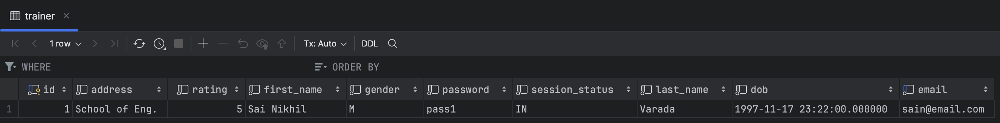 trainer
1 row Tx: Auto DDL
WHERE ORDER BY
id address rating first_name gender password session_status last_name dob email
1 1 School of Eng. 5 Sai Nikhil M pass1 IN Varada 1997-11-17 23:22:00.000000 sain@email.com